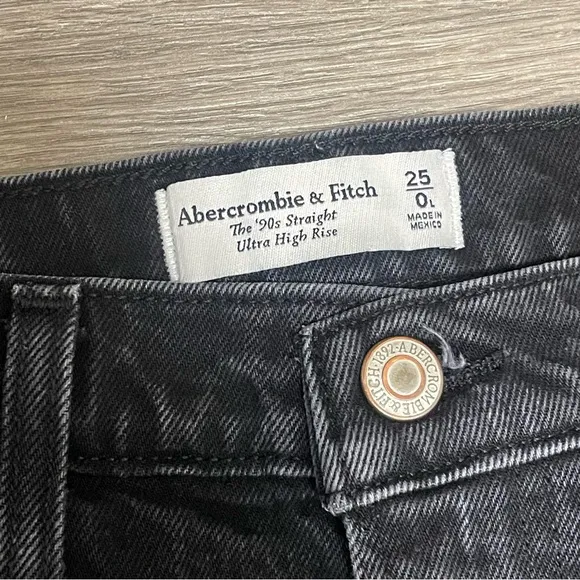 Abercrombie & Fitch
The '90s Straight
Ultra High Rise
25
0L
MADE IN
MEXICO
1892·ABERCROMBIE&FITCH·